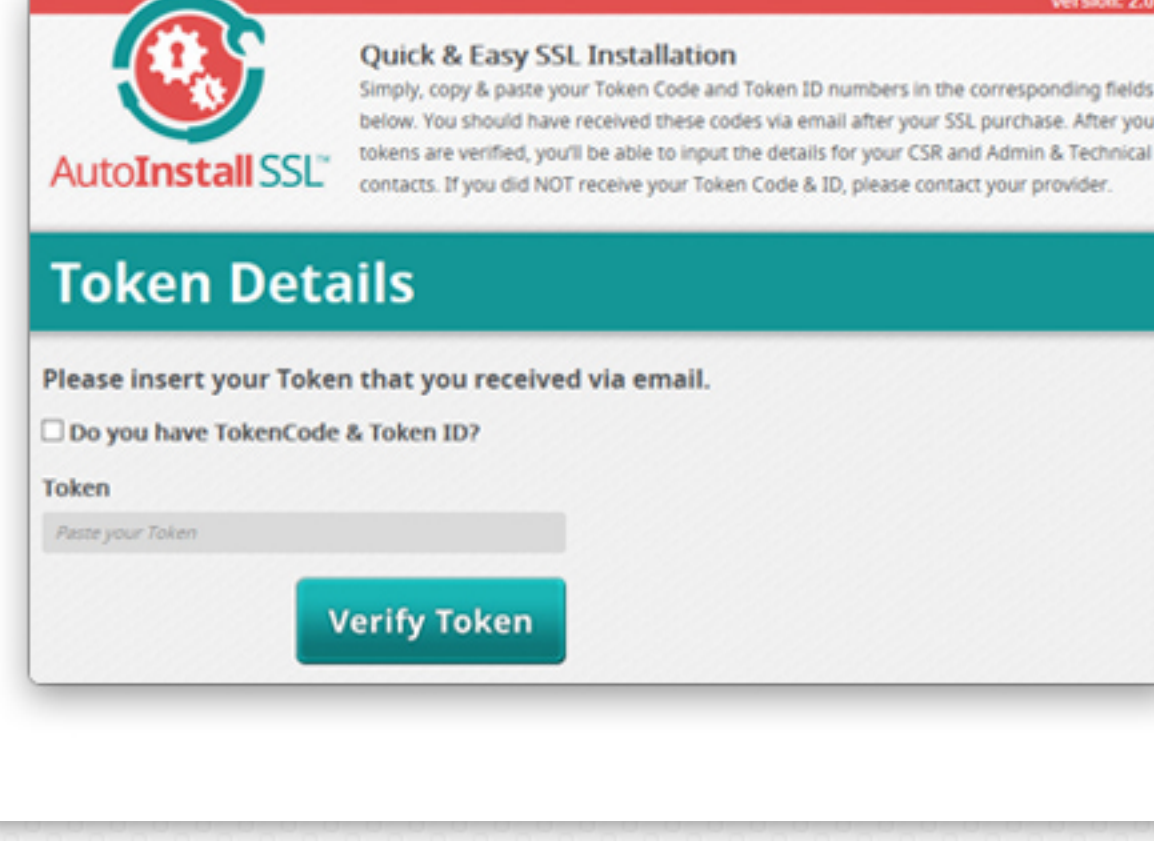 Version: 2.0
Quick & Easy SSL Installation
Simply, copy & paste your Token Code and Token ID numbers in the corresponding fields
below. You should have received these codes via email after your SSL purchase. After you
tokens are verified, you'll be able to input the details for your CSR and Admin & Technical
contacts. If you did NOT receive your Token Code & ID, please contact your provider.
AutoInstall SSL™
Token Details
Please insert your Token that you received via email.
Do you have TokenCode & Token ID?
Token
Paste your Token
Verify Token